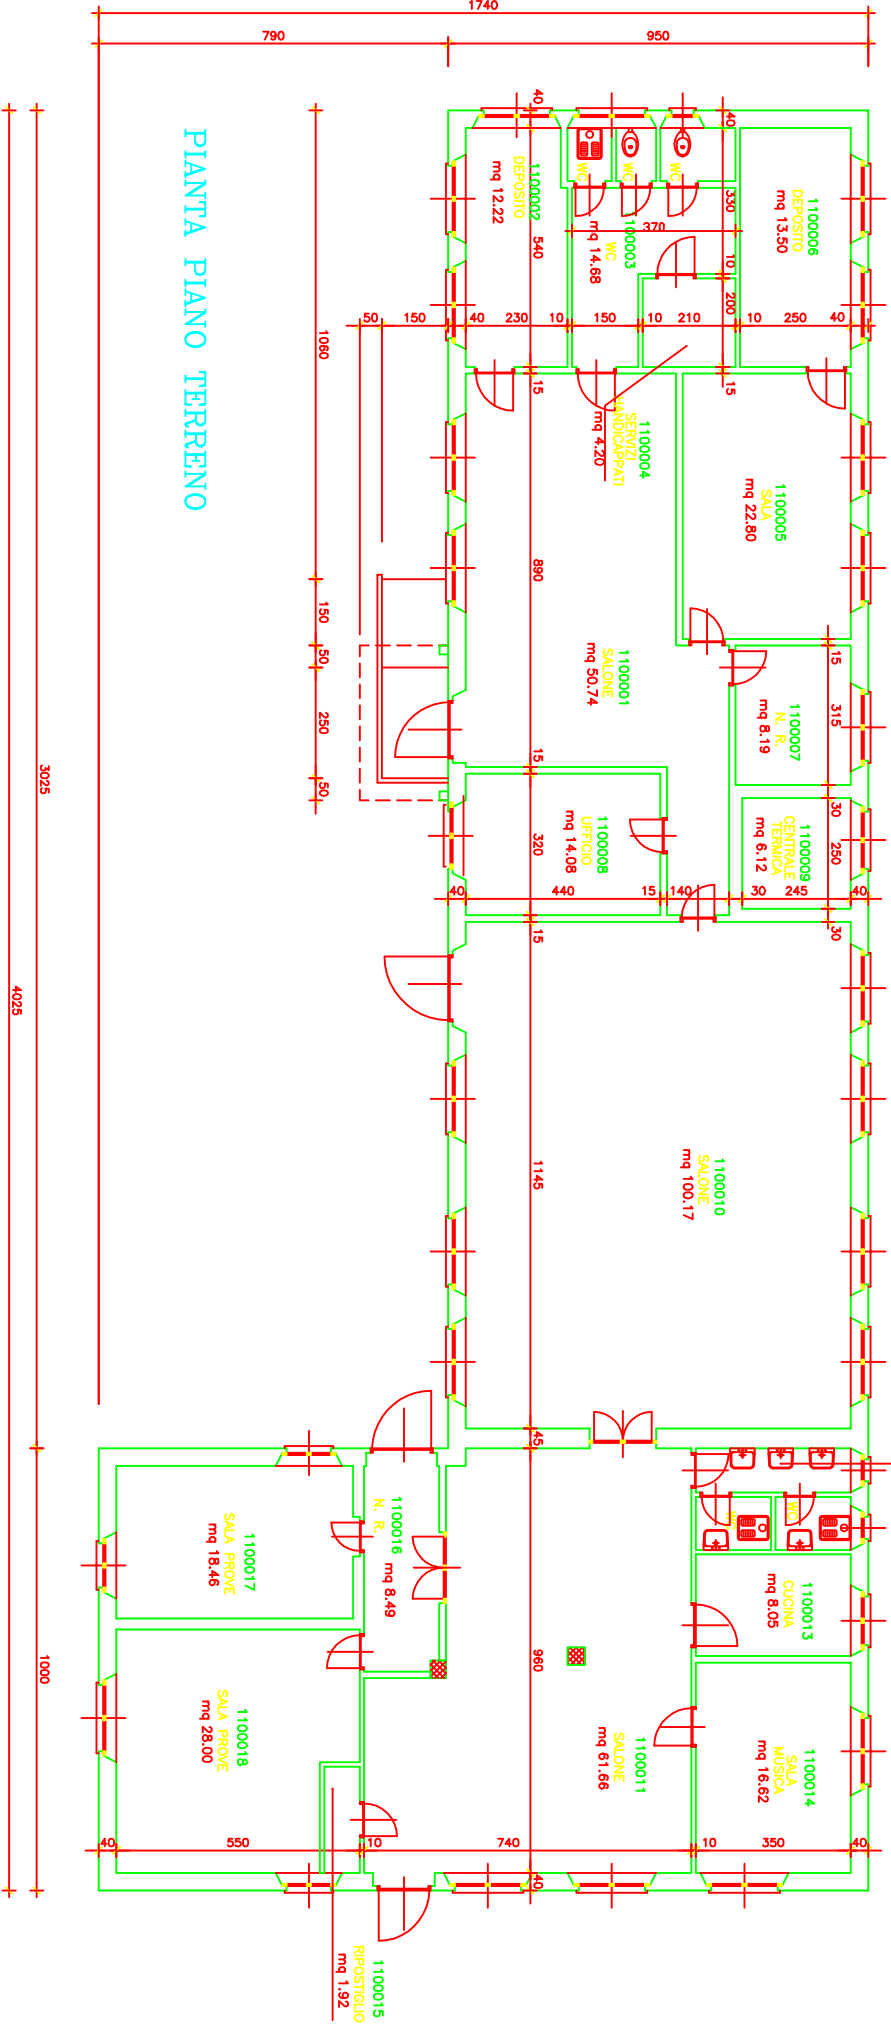 1740
790
950
PIANTA PIANO TERRENO
1100002
DEPOSITO
mq 12.22
WC
WC
WC
1100003
WC
mq 14.68
1100006
DEPOSITO
mq 13.50
40
540
40
330
370
10
200
50
150
40
230
10
150
10
210
10
250
40
1060
15
15
1100004
SERVIZI
HANDICAPPATI
mq 4.20
1100005
SALA
mq 22.80
890
150
50
250
50
1100001
SALONE
mq 50.74
15
315
1100007
N. R.
mq 8.19
15
320
1100008
UFFICIO
mq 14.08
30
250
1100009
CENTRALE
TERMICA
mq 6.12
40
440
15
140
30
245
40
15
30
3025
4025
1145
1100010
SALONE
mq 100.17
45
1100016
N. R.
mq 8.49
WC
WC
1100017
SALA PROVE
mq 18.46
1100013
CUCINA
mq 8.05
1000
960
1100018
SALA PROVE
mq 28.00
1100011
SALONE
mq 61.66
1100014
SALA
MUSICA
mq 16.62
40
550
10
740
10
350
40
40
1100015
RIPOSTIGLIO
mq 1.92